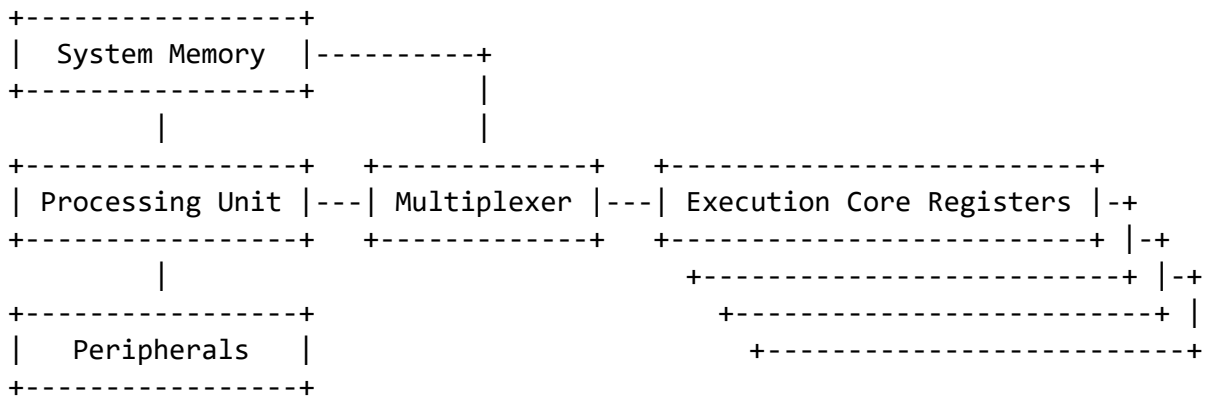 System Memory
Processing Unit
Multiplexer
Execution Core Registers
Peripherals